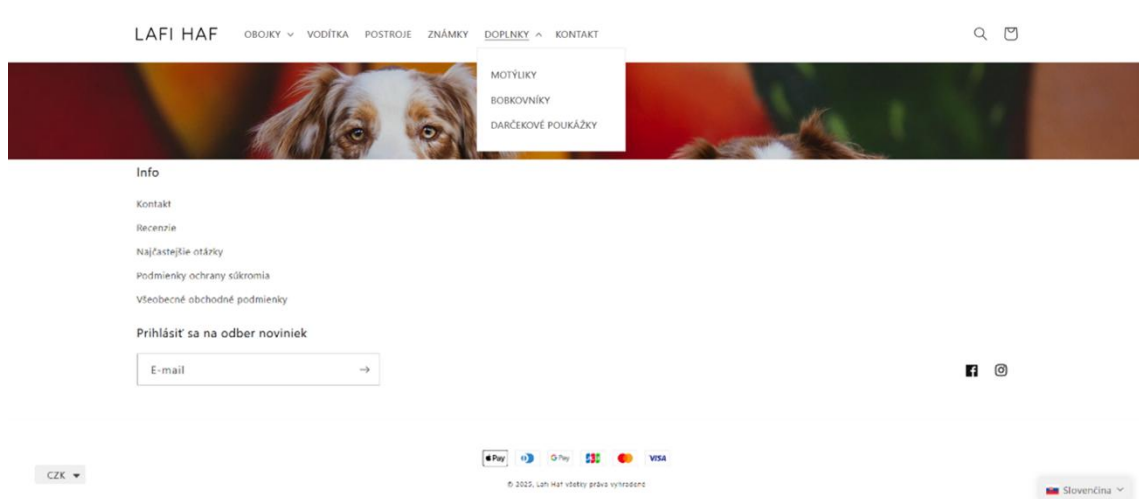 LAFI HAF OBOJKY VODÍTKA POSTROJE ZNÁMKY DOPLNKY KONTAKT
MOTÝLIKY
BOBKOVNÍKY
DARČEKOVÉ POUKÁŽKY
Info
Kontakt
Recenzie
Najčastejšie otázky
Podmienky ochrany súkromia
Všeobecné obchodné podmienky
Prihlásiť sa na odber noviniek
E-mail
Pay G Pay JCB VISA
CZK
© 2025, Lafi Haf všetky práva vyhradené
Slovenčina